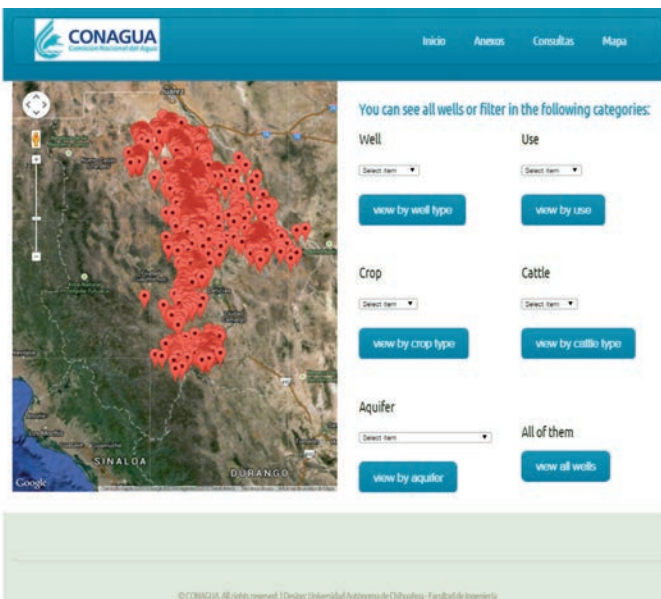 CONAGUA
Comisión Nacional del Agua
Inicio Anexos Consultas Mapa
You can see all wells or filter in the following categories:
Well
Use
Select item
Select item
view by well type
view by use
Crop
Cattle
Select item
Select item
view by crop type
view by cattle type
Aquifer
All of them
Select item
view by aquifer
view all wells
Juárez
SINALOA
DURANGO
Google
© CONAGUA. All rights reserved. | Design: Universidad Autónoma de Chihuahua - Facultad de Ingeniería